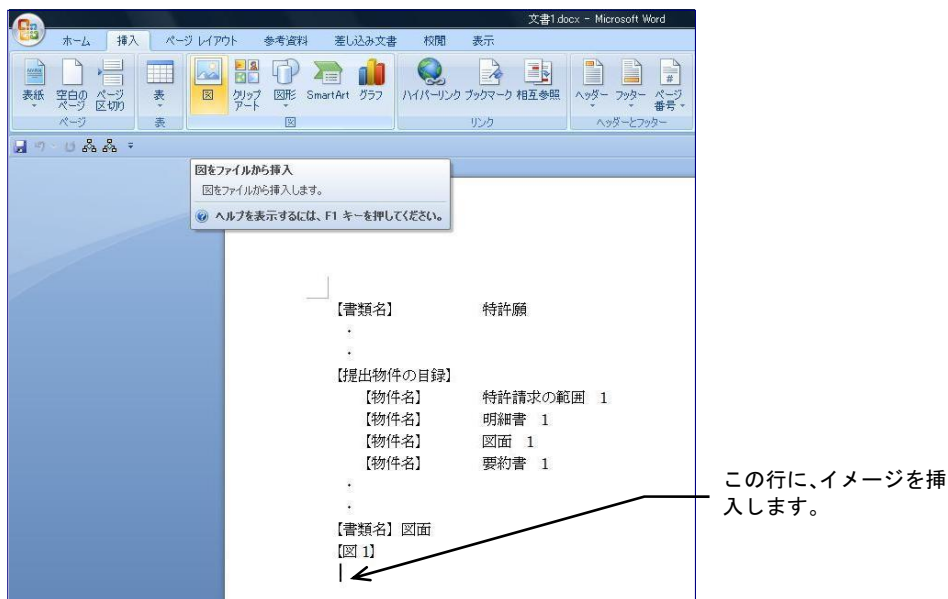 文書1.docx - Microsoft Word
ホーム 挿入 ページ レイアウト 参考資料 差し込み文書 校閲 表示
表紙 空白の ページ 表 図 クリップ 図形 SmartArt グラフ ハイパーリンク ブックマーク 相互参照 ヘッダー フッター ページ
ページ 区切り アート 番号
ページ 表 図 リンク ヘッダーとフッター
図をファイルから挿入
図をファイルから挿入します。
ヘルプを表示するには、F1 キーを押してください。
【書類名】 特許願
・
・
【提出物件の目録】
【物件名】 特許請求の範囲 1
【物件名】 明細書 1
【物件名】 図面 1
【物件名】 要約書 1
・
・
【書類名】図面
【図 1】
この行に、イメージを挿
入します。